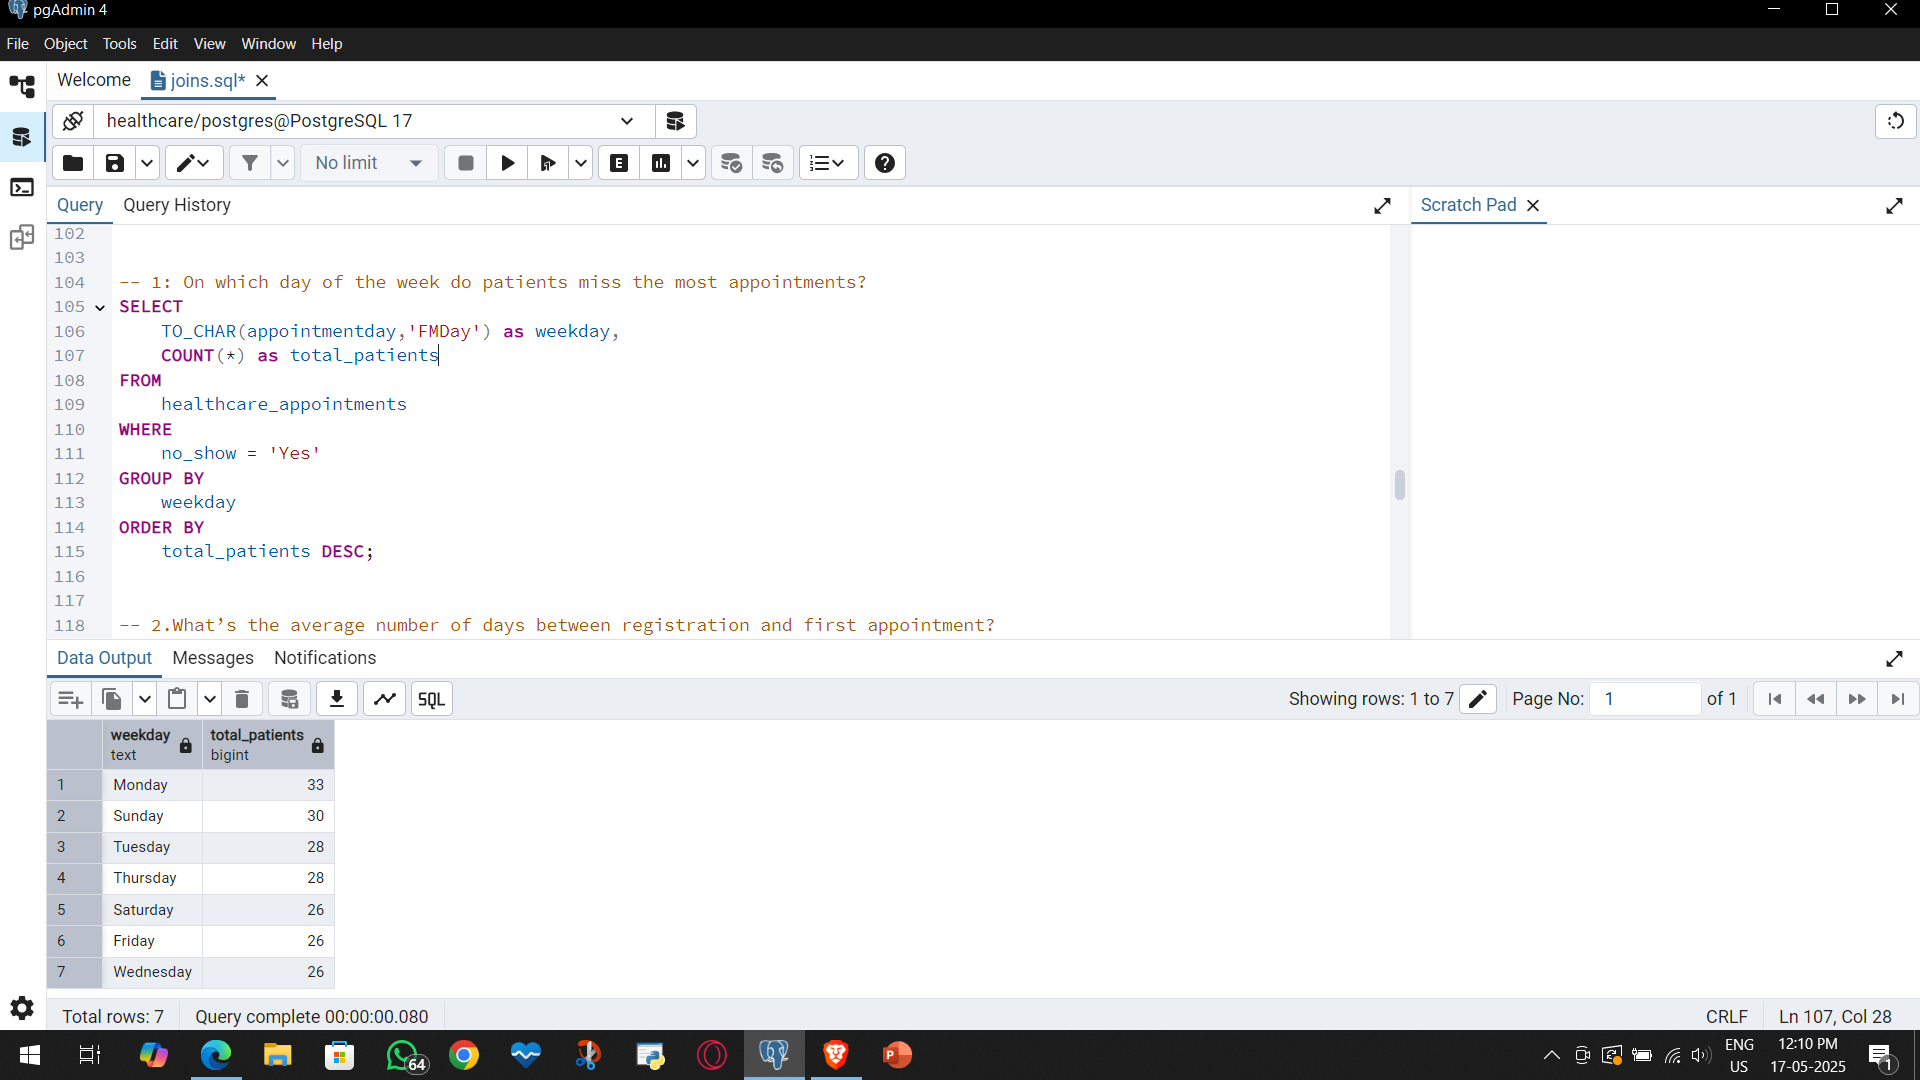 pgAdmin 4
File Object Tools Edit View Window Help
Welcome joins.sql*
healthcare/postgres@PostgreSQL 17
No limit E
Query Query History Scratch Pad
102
103
104 -- 1: On which day of the week do patients miss the most appointments?
105 SELECT
106 TO_CHAR(appointmentday,'FMDay') as weekday,
107 COUNT(*) as total_patients
108 FROM
109 healthcare_appointments
110 WHERE
111 no_show = 'Yes'
112 GROUP BY
113 weekday
114 ORDER BY
115 total_patients DESC;
116
117
118 -- 2.What’s the average number of days between registration and first appointment?
Data Output Messages Notifications
SQL Showing rows: 1 to 7 Page No: 1 of 1
weekday total_patients
text bigint
1 Monday 33
2 Sunday 30
3 Tuesday 28
4 Thursday 28
5 Saturday 26
6 Friday 26
7 Wednesday 26
Total rows: 7 Query complete 00:00:00.080 CRLF Ln 107, Col 28
64 P ENG 12:10 PM
US 17-05-2025 1